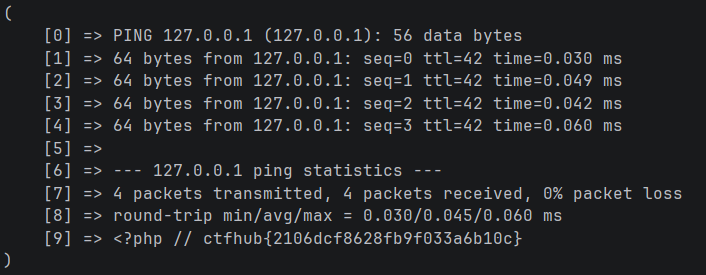 (
    [0] => PING 127.0.0.1 (127.0.0.1): 56 data bytes
    [1] => 64 bytes from 127.0.0.1: seq=0 ttl=42 time=0.030 ms
    [2] => 64 bytes from 127.0.0.1: seq=1 ttl=42 time=0.049 ms
    [3] => 64 bytes from 127.0.0.1: seq=2 ttl=42 time=0.042 ms
    [4] => 64 bytes from 127.0.0.1: seq=3 ttl=42 time=0.060 ms
    [5] =>
    [6] => --- 127.0.0.1 ping statistics ---
    [7] => 4 packets transmitted, 4 packets received, 0% packet loss
    [8] => round-trip min/avg/max = 0.030/0.045/0.060 ms
    [9] => <?php // ctfhub{2106dcf8628fb9f033a6b10c}
)